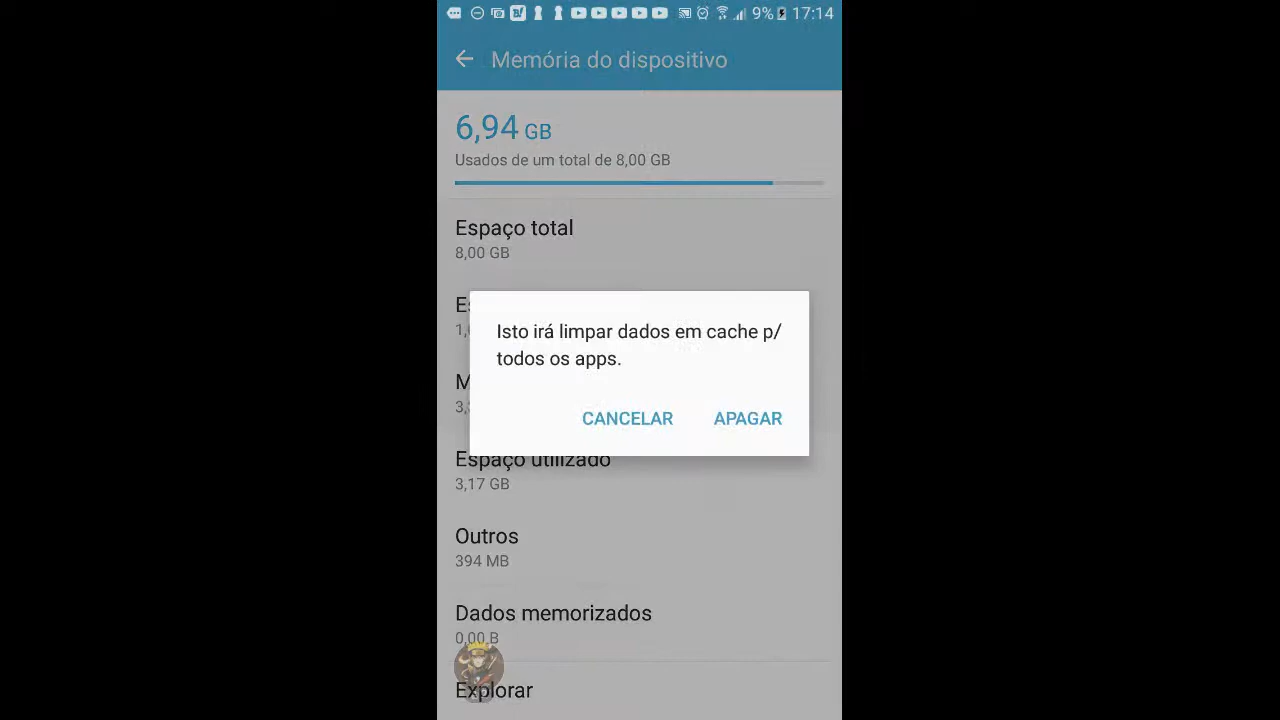 9% 17:14
Memória do dispositivo
6,94 GB
Usados de um total de 8,00 GB
Espaço total
8,00 GB
Isto irá limpar dados em cache p/
todos os apps.
CANCELAR APAGAR
Espaço utilizado
3,17 GB
Outros
394 MB
Dados memorizados
0,00 B
Explorar